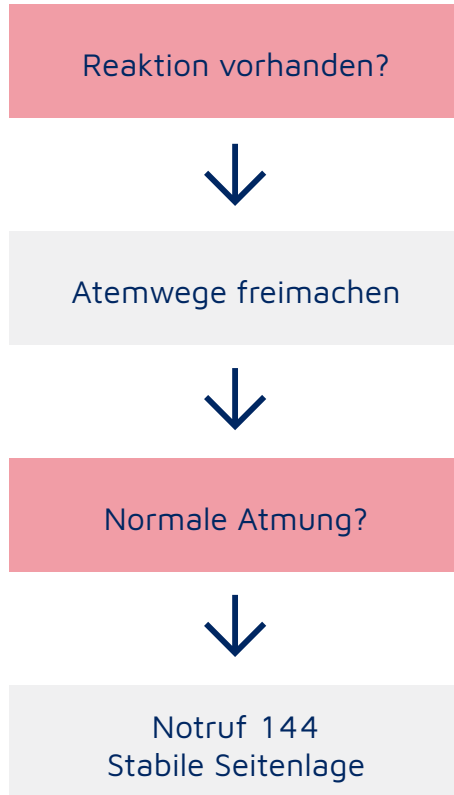 Reaktion vorhanden?
Atemwege freimachen
Normale Atmung?
Notruf 144
Stabile Seitenlage